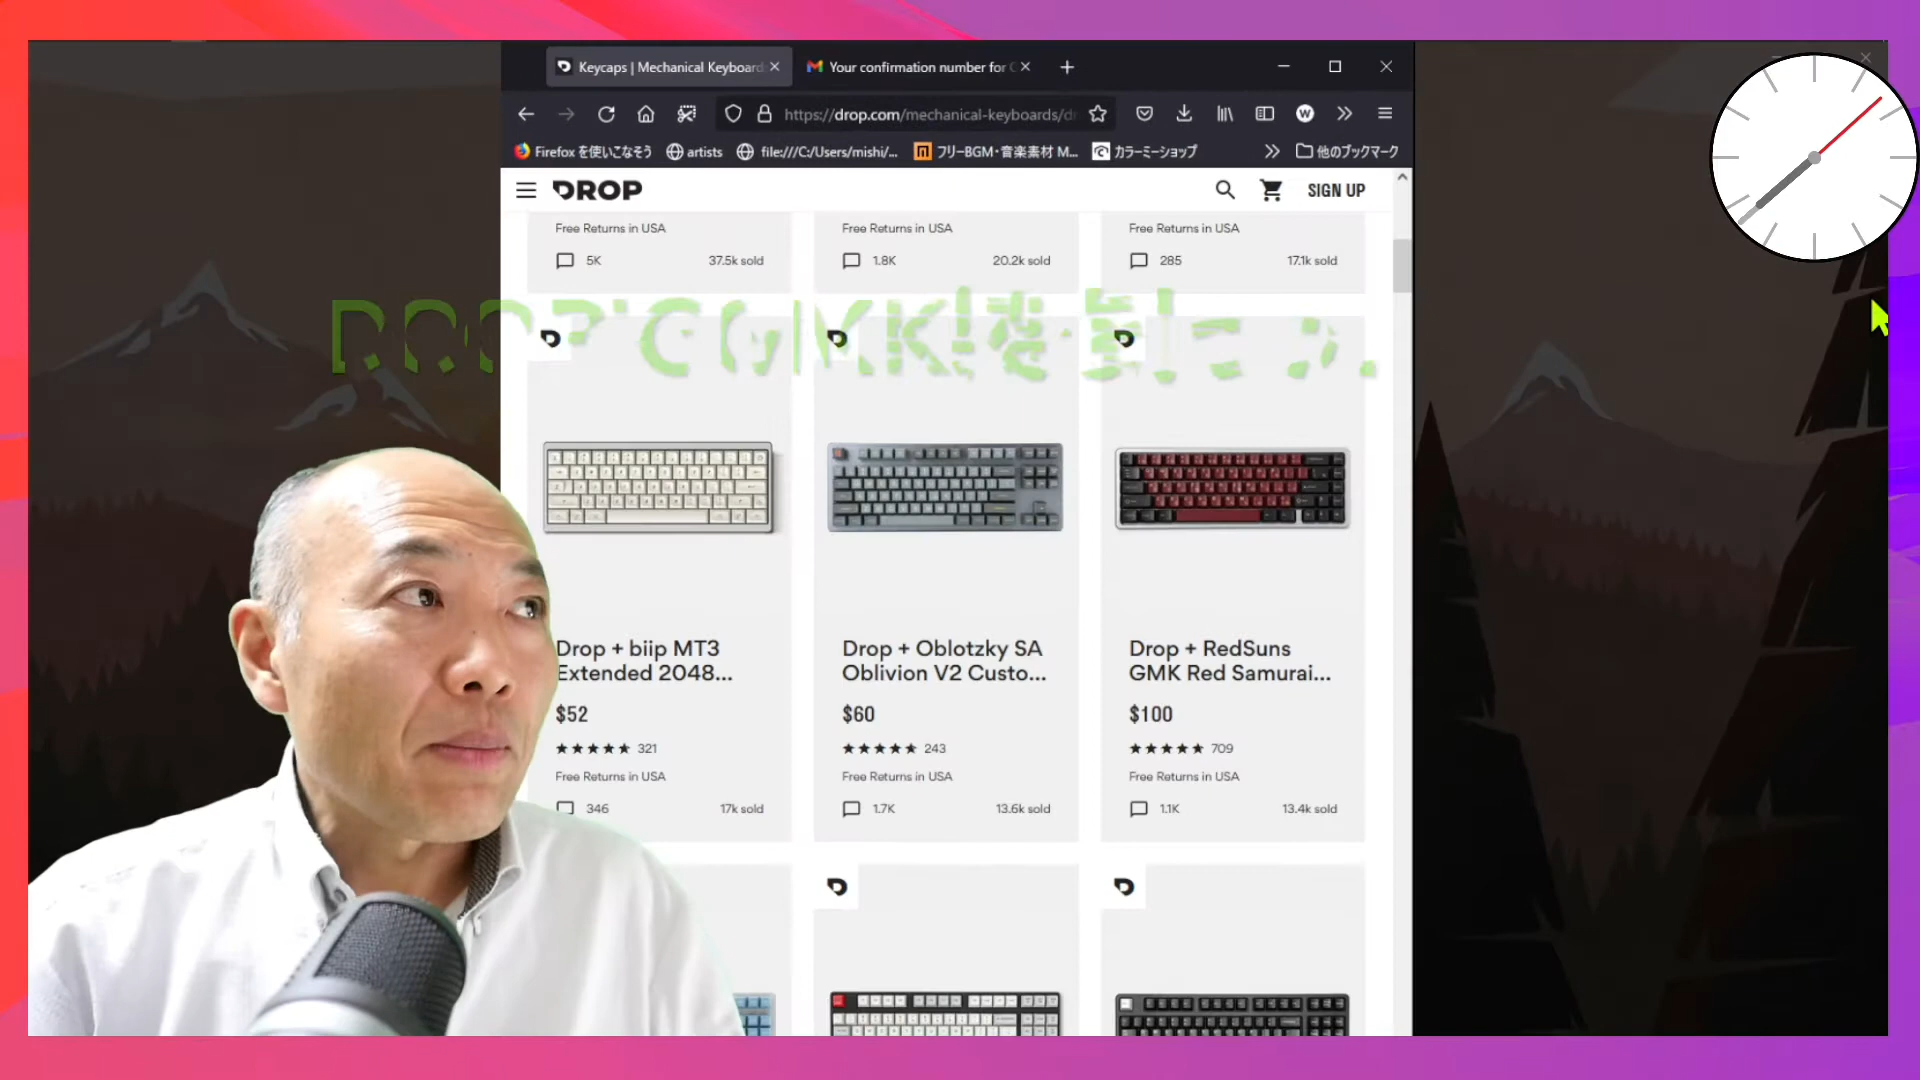 Keycaps | Mechanical Keyboard
Your confirmation number for
https://drop.com/mechanical-keyboards/
Firefox を使いこなそう
artists
file:///C:/Users/mishi/...
フリーBGM・音楽素材 M...
カラーミーショップ
他のブックマーク
DROP
SIGN UP
Free Returns in USA
5K
37.5k sold
Free Returns in USA
1.8K
20.2k sold
Free Returns in USA
285
17.1k sold
Drop + biip MT3
Extended 2048...
$52
321
Free Returns in USA
346
17k sold
Drop + Oblotzky SA
Oblivion V2 Custo...
$60
243
Free Returns in USA
1.7K
13.6k sold
Drop + RedSuns
GMK Red Samurai...
$100
709
Free Returns in USA
1.1K
13.4k sold